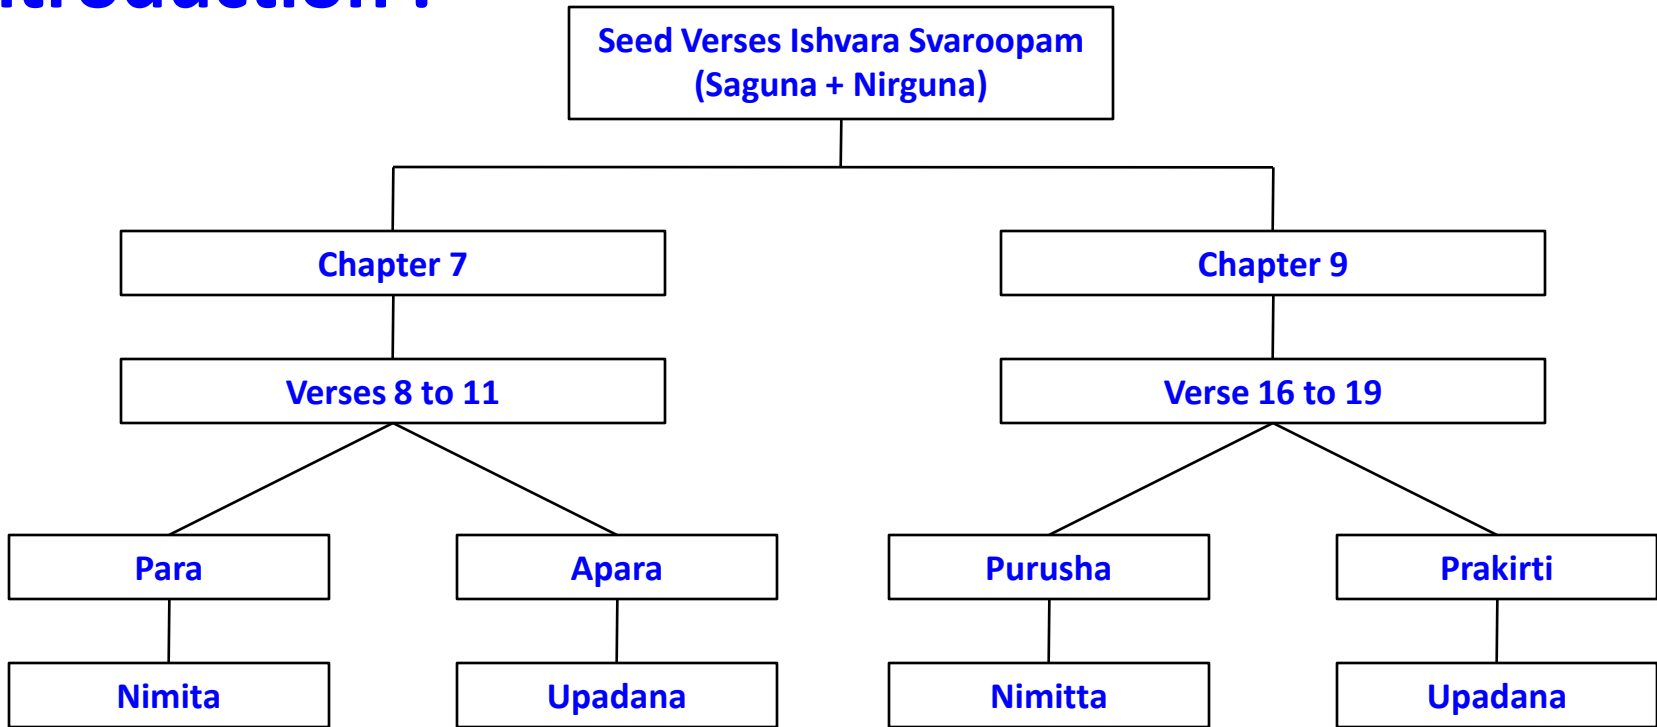 ntroduction :
Seed Verses Ishvara Svaroopam
(Saguna + Nirguna)
Chapter 7
Chapter 9
Verses 8 to 11
Verse 16 to 19
Para
Apara
Purusha
Prakirti
Nimita
Upadana
Nimitta
Upadana